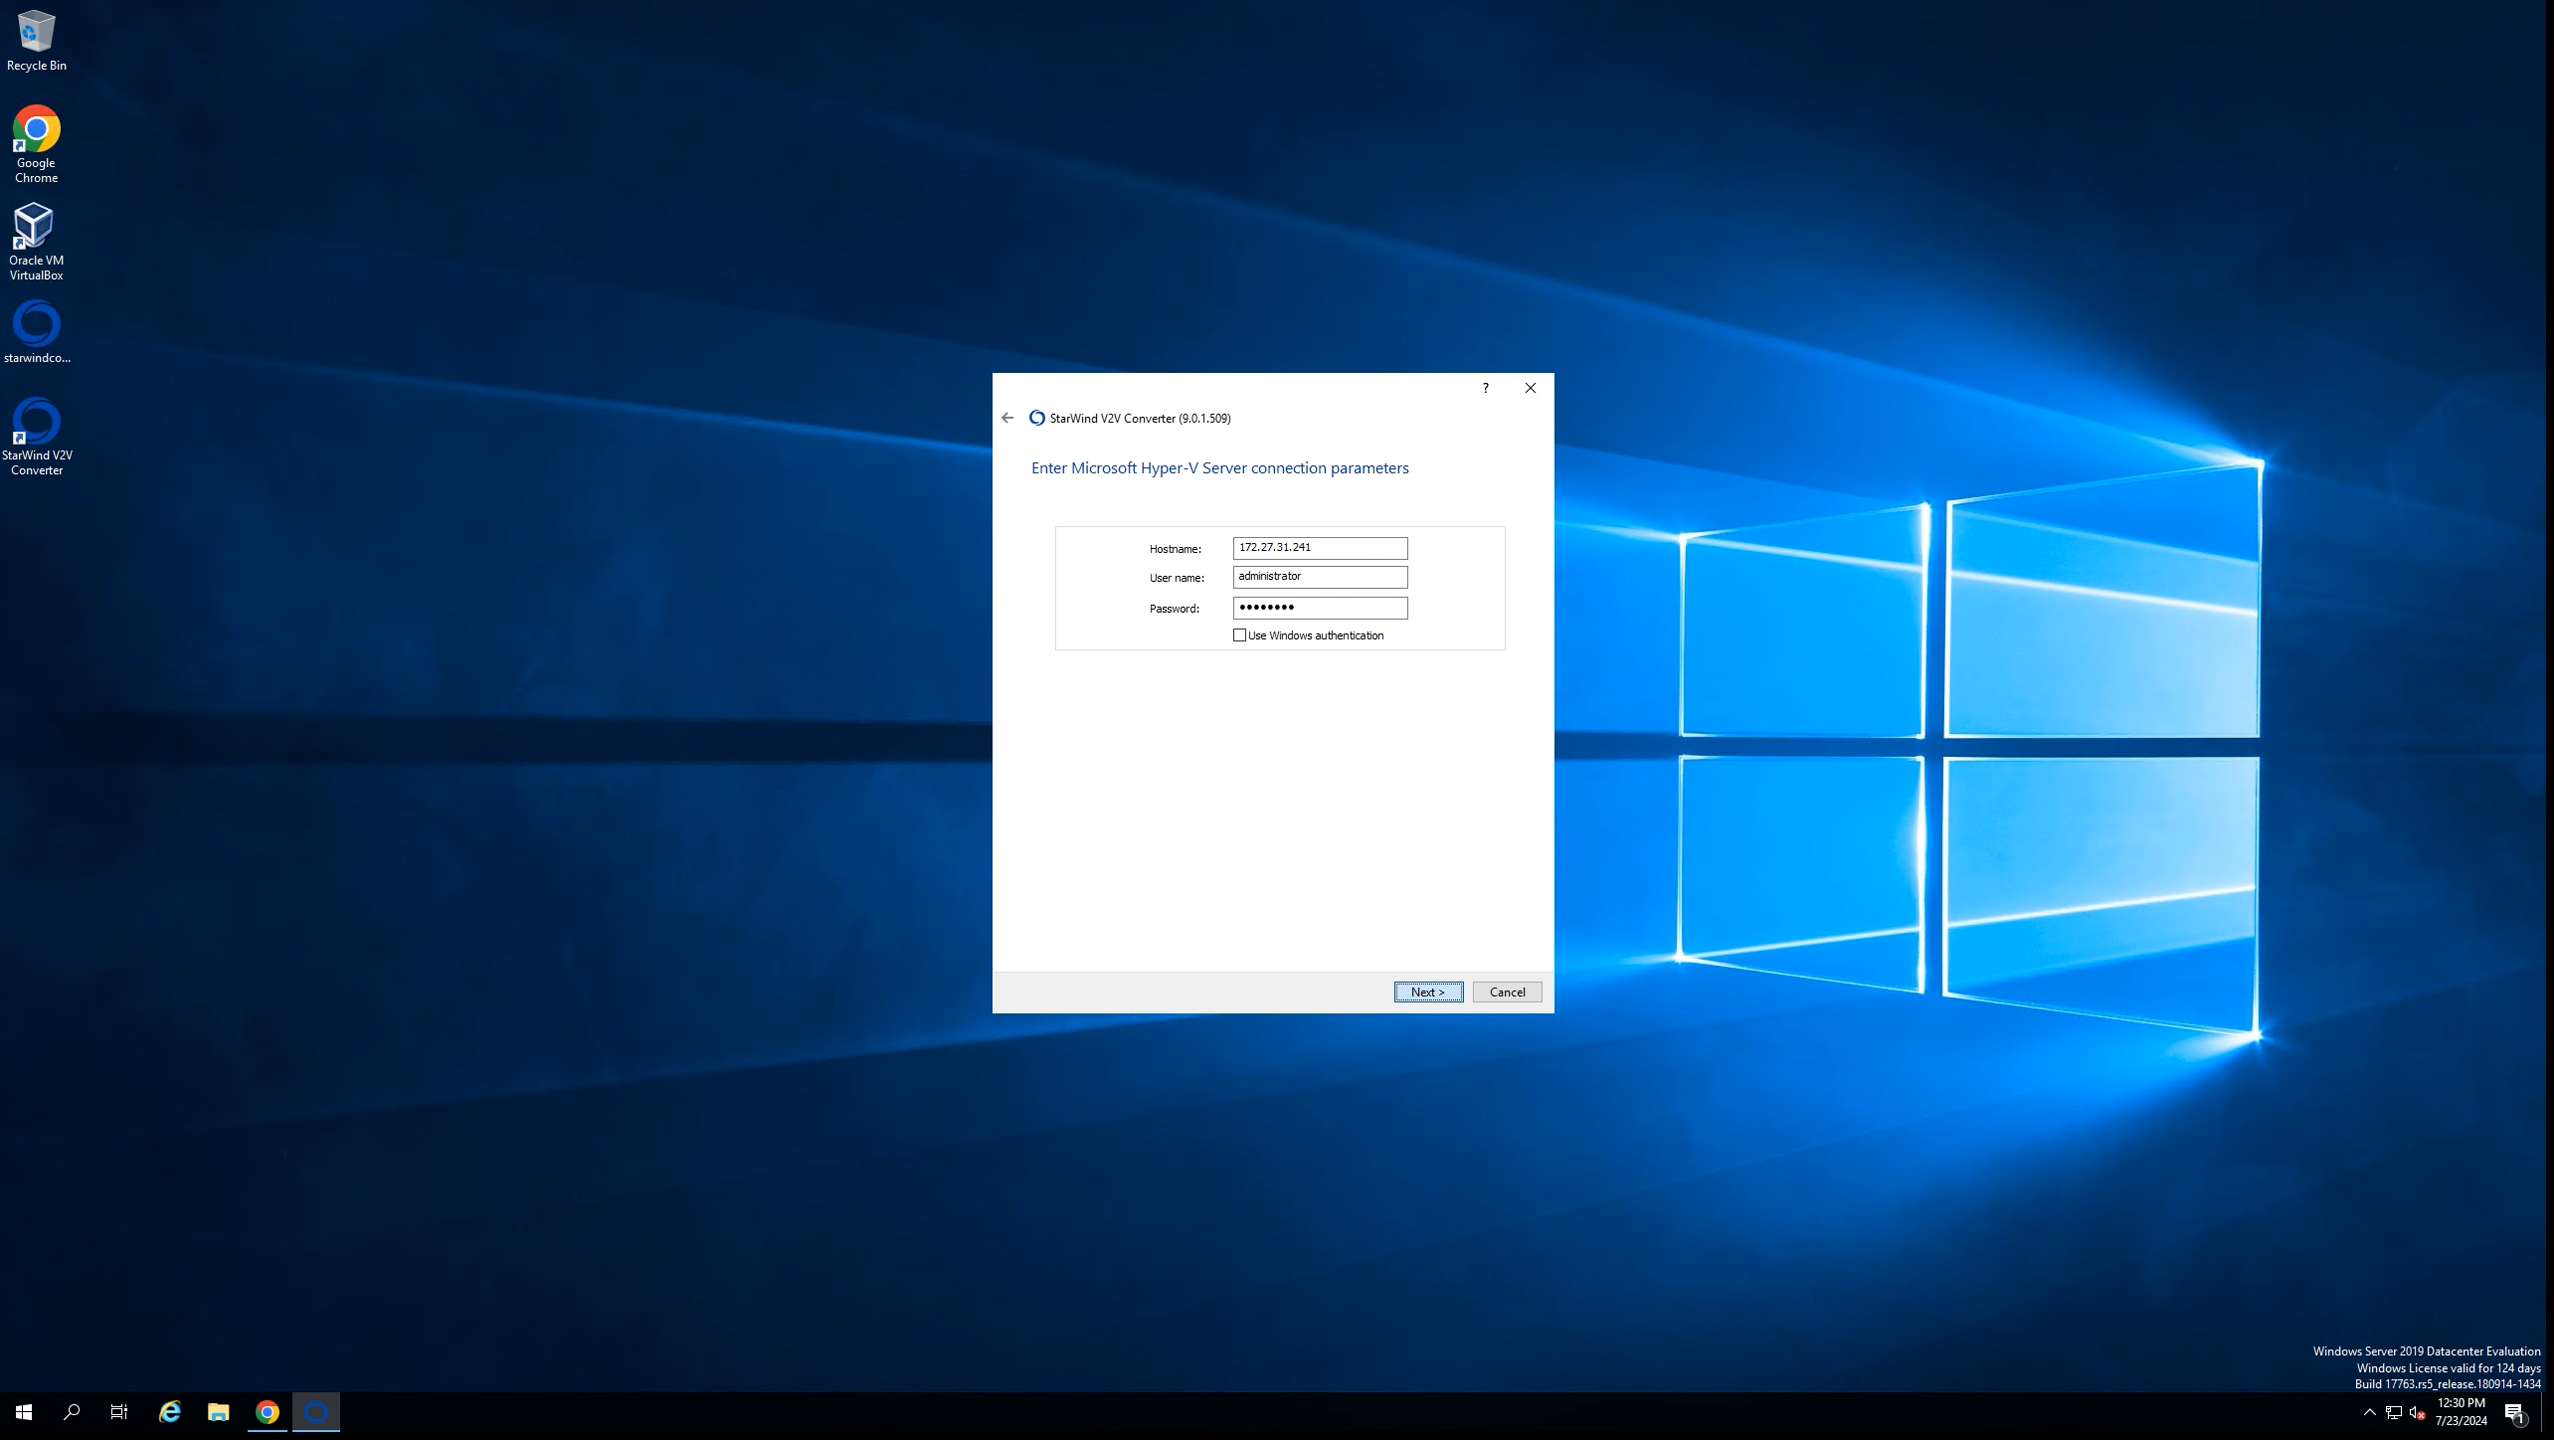 Recycle Bin
Google
Chrome
Oracle VM
VirtualBox
starwindco...
StarWind V2V
Converter
?
StarWind V2V Converter (9.0.1.509)
Enter Microsoft Hyper-V Server connection parameters
Hostname: 172.27.31.241
User name: administrator
Password: ••••••••
Use Windows authentication
Next >
Cancel
Windows Server 2019 Datacenter Evaluation
Windows License valid for 124 days
Build 17763.rs5_release.180914-1434
12:30 PM
7/23/2024
1